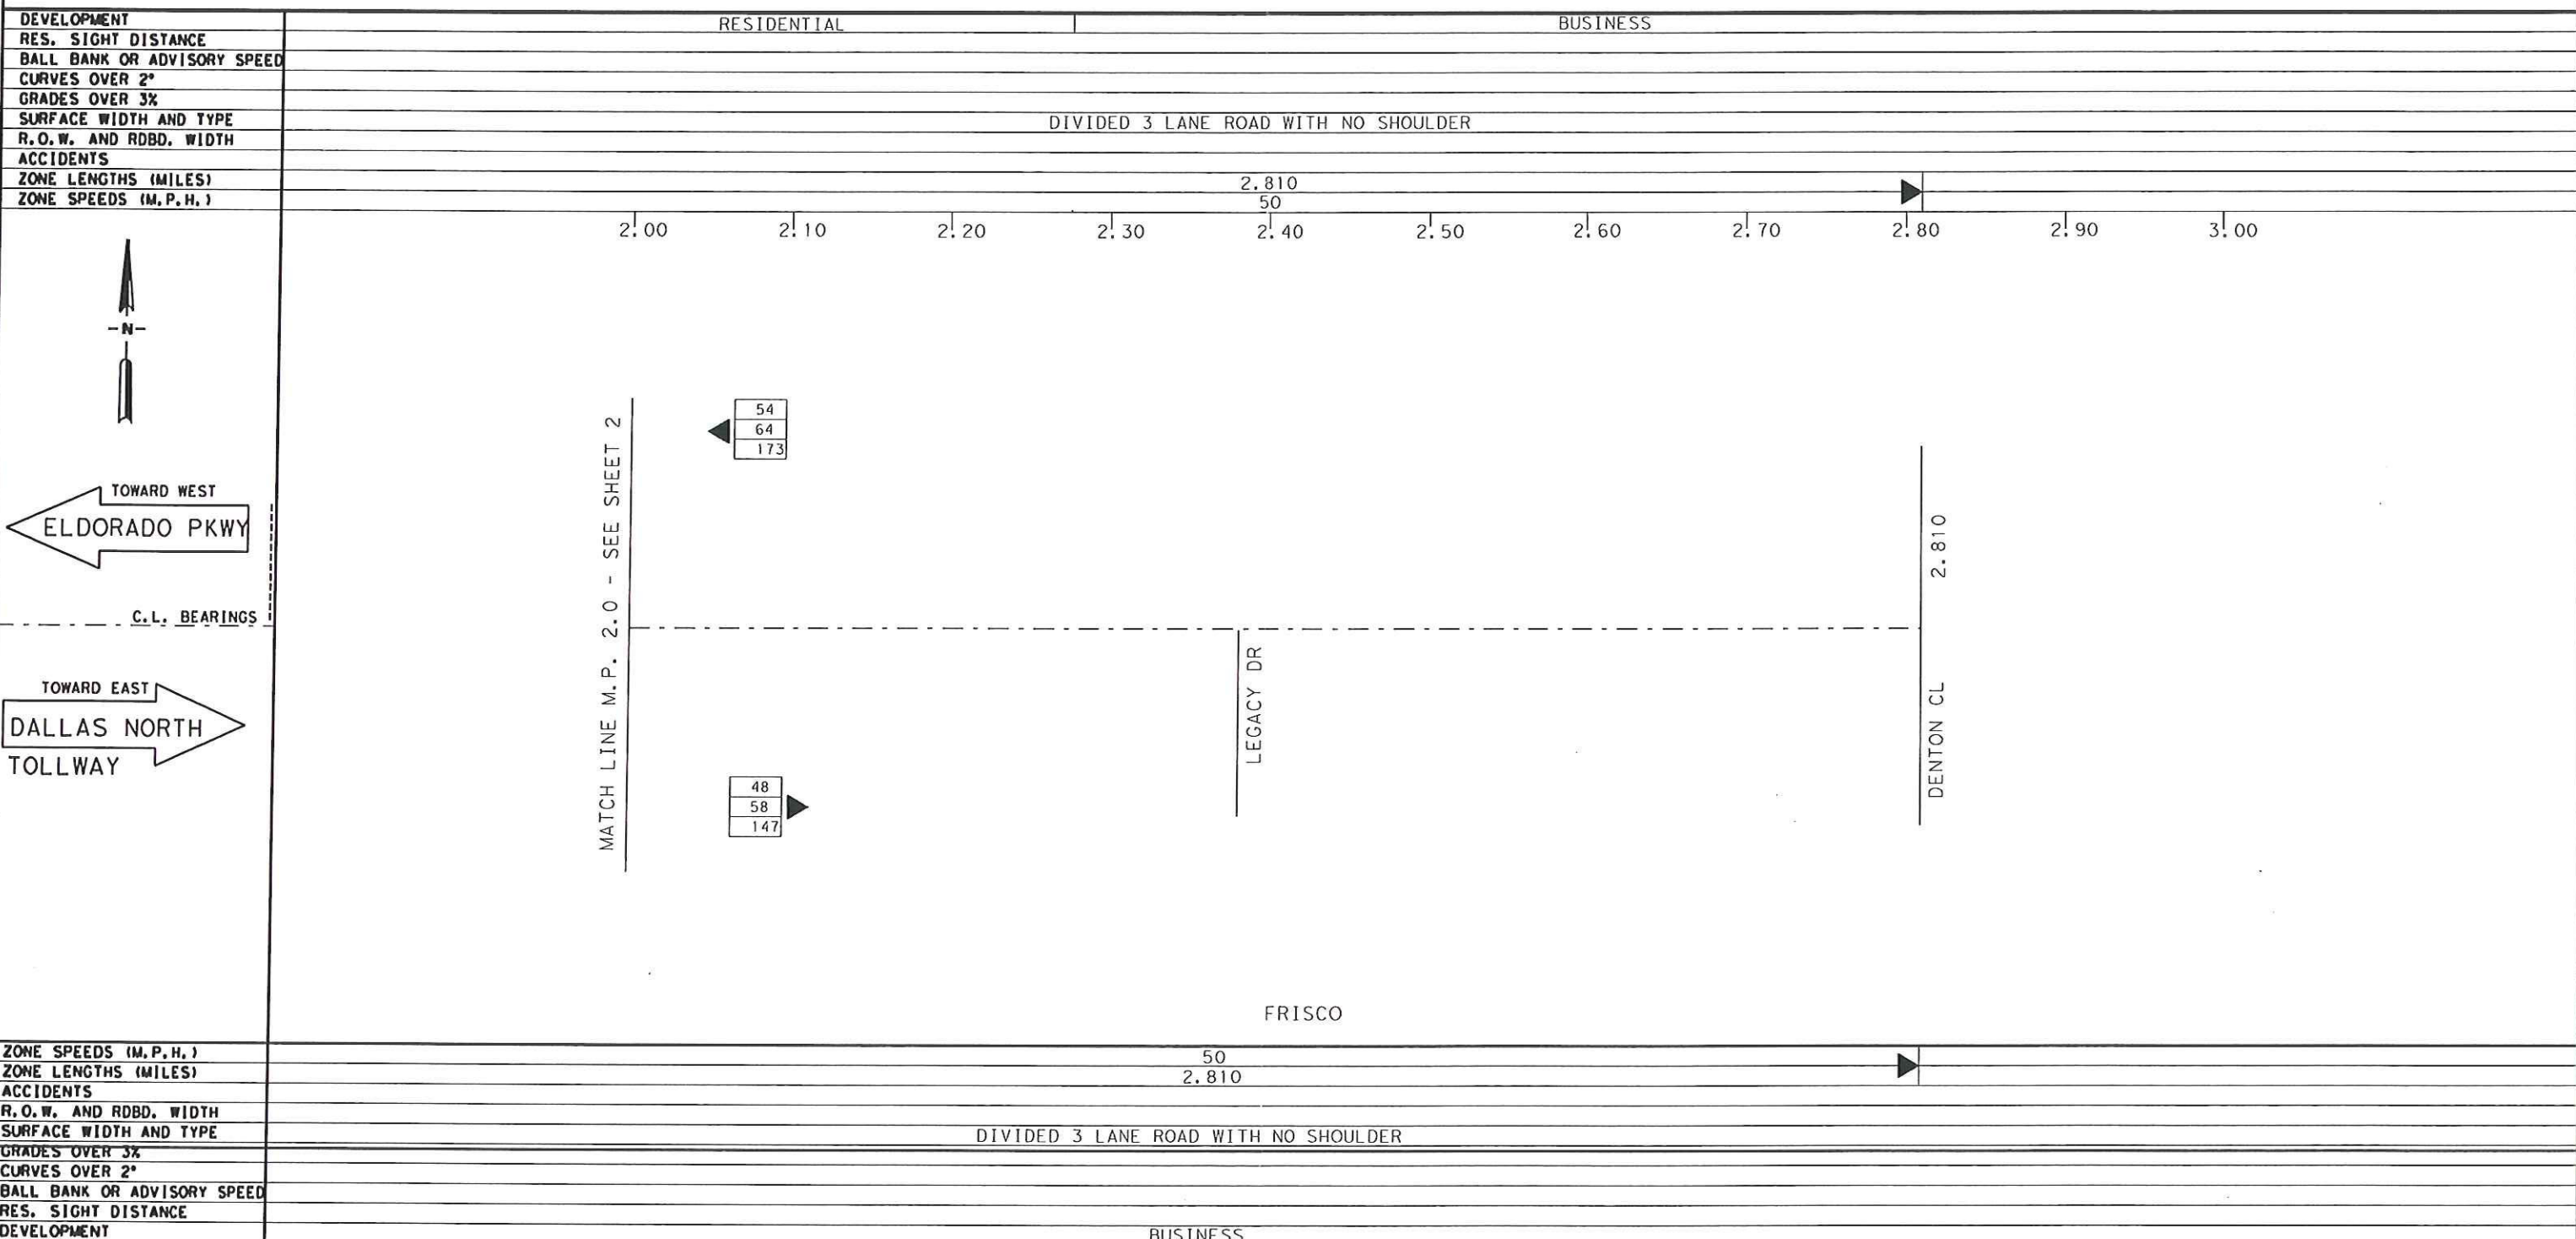 DEVELOPMENT RESIDENTIAL BUSINESS
RES. SIGHT DISTANCE
BALL BANK OR ADVISORY SPEED
CURVES OVER 2°
GRADES OVER 3%
SURFACE WIDTH AND TYPE DIVIDED 3 LANE ROAD WITH NO SHOULDER
R.O.W. AND RDBD. WIDTH
ACCIDENTS
ZONE LENGTHS (MILES) 2.810
ZONE SPEEDS (M.P.H.) 50
2.00 2.10 2.20 2.30 2.40 2.50 2.60 2.70 2.80 2.90 3.00
-N-
54
64
173
MATCH LINE M.P. 2.0 - SEE SHEET 2
TOWARD WEST
ELDORADO PKWY
2.810
C.L. BEARINGS
LEGACY DR
DENTON CL
TOWARD EAST
DALLAS NORTH
TOLLWAY
48
58
147
FRISCO
ZONE SPEEDS (M.P.H.) 50
ZONE LENGTHS (MILES) 2.810
ACCIDENTS
R.O.W. AND RDBD. WIDTH
SURFACE WIDTH AND TYPE DIVIDED 3 LANE ROAD WITH NO SHOULDER
GRADES OVER 3%
CURVES OVER 2°
BALL BANK OR ADVISORY SPEED
RES. SIGHT DISTANCE
DEVELOPMENT BUSINESS